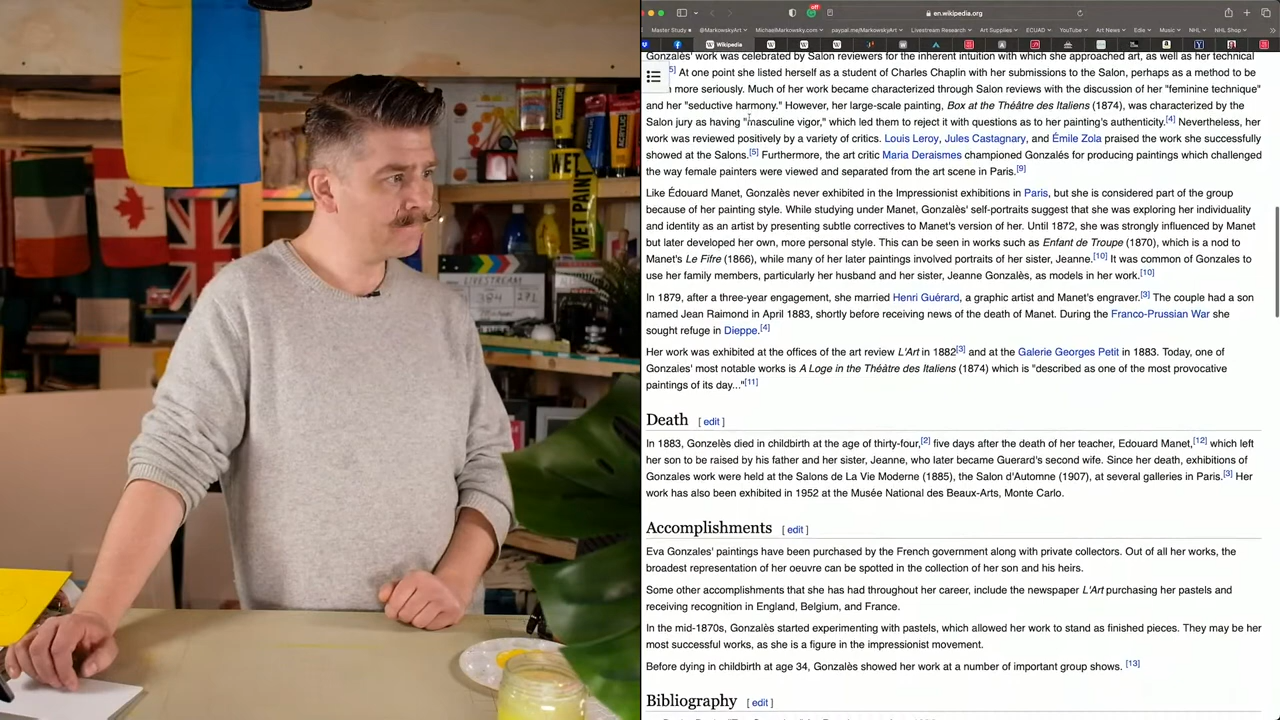 off
en.wikipedia.org
Master Study
@MarkowskyArt
MichaelMarkowsky.com
paypal.me/MarkowskyArt
Livestream Research
Art Supplies
ECUAD
YouTube
Art News
Edie
Music
NHL
NHL Shop
Wikipedia
Gonzales' work was celebrated by Salon reviewers for the inherent intuition with which she approached art, as well as her technical
[5] At one point she listed herself as a student of Charles Chaplin with her submissions to the Salon, perhaps as a method to be
more seriously. Much of her work became characterized through Salon reviews with the discussion of her "feminine technique"
and her "seductive harmony." However, her large-scale painting, Box at the Théâtre des Italiens (1874), was characterized by the
Salon jury as having "masculine vigor," which led them to reject it with questions as to her painting's authenticity.[4] Nevertheless, her
work was reviewed positively by a variety of critics. Louis Leroy, Jules Castagnary, and Émile Zola praised the work she successfully
showed at the Salons.[5] Furthermore, the art critic Maria Deraismes championed Gonzalés for producing paintings which challenged
the way female painters were viewed and separated from the art scene in Paris.[9]
Like Édouard Manet, Gonzalès never exhibited in the Impressionist exhibitions in Paris, but she is considered part of the group
because of her painting style. While studying under Manet, Gonzalès' self-portraits suggest that she was exploring her individuality
and identity as an artist by presenting subtle correctives to Manet's version of her. Until 1872, she was strongly influenced by Manet
but later developed her own, more personal style. This can be seen in works such as Enfant de Troupe (1870), which is a nod to
Manet's Le Fifre (1866), while many of her later paintings involved portraits of her sister, Jeanne.[10] It was common of Gonzales to
use her family members, particularly her husband and her sister, Jeanne Gonzalès, as models in her work.[10]
In 1879, after a three-year engagement, she married Henri Guérard, a graphic artist and Manet's engraver.[3] The couple had a son
named Jean Raimond in April 1883, shortly before receiving news of the death of Manet. During the Franco-Prussian War she
sought refuge in Dieppe.[4]
Her work was exhibited at the offices of the art review L'Art in 1882[3] and at the Galerie Georges Petit in 1883. Today, one of
Gonzales' most notable works is A Loge in the Théâtre des Italiens (1874) which is "described as one of the most provocative
paintings of its day..."[11]
Death [ edit ]
In 1883, Gonzelès died in childbirth at the age of thirty-four,[2] five days after the death of her teacher, Edouard Manet,[12] which left
her son to be raised by his father and her sister, Jeanne, who later became Guerard's second wife. Since her death, exhibitions of
Gonzales work were held at the Salons de La Vie Moderne (1885), the Salon d'Automne (1907), at several galleries in Paris.[3] Her
work has also been exhibited in 1952 at the Musée National des Beaux-Arts, Monte Carlo.
Accomplishments [ edit ]
Eva Gonzales' paintings have been purchased by the French government along with private collectors. Out of all her works, the
broadest representation of her oeuvre can be spotted in the collection of her son and his heirs.
Some other accomplishments that she has had throughout her career, include the newspaper L'Art purchasing her pastels and
receiving recognition in England, Belgium, and France.
In the mid-1870s, Gonzalès started experimenting with pastels, which allowed her work to stand as finished pieces. They may be her
most successful works, as she is a figure in the impressionist movement.
Before dying in childbirth at age 34, Gonzalès showed her work at a number of important group shows. [13]
Bibliography [ edit ]
WET PAINT
WET
ACRYLIC
LIVESTREAM